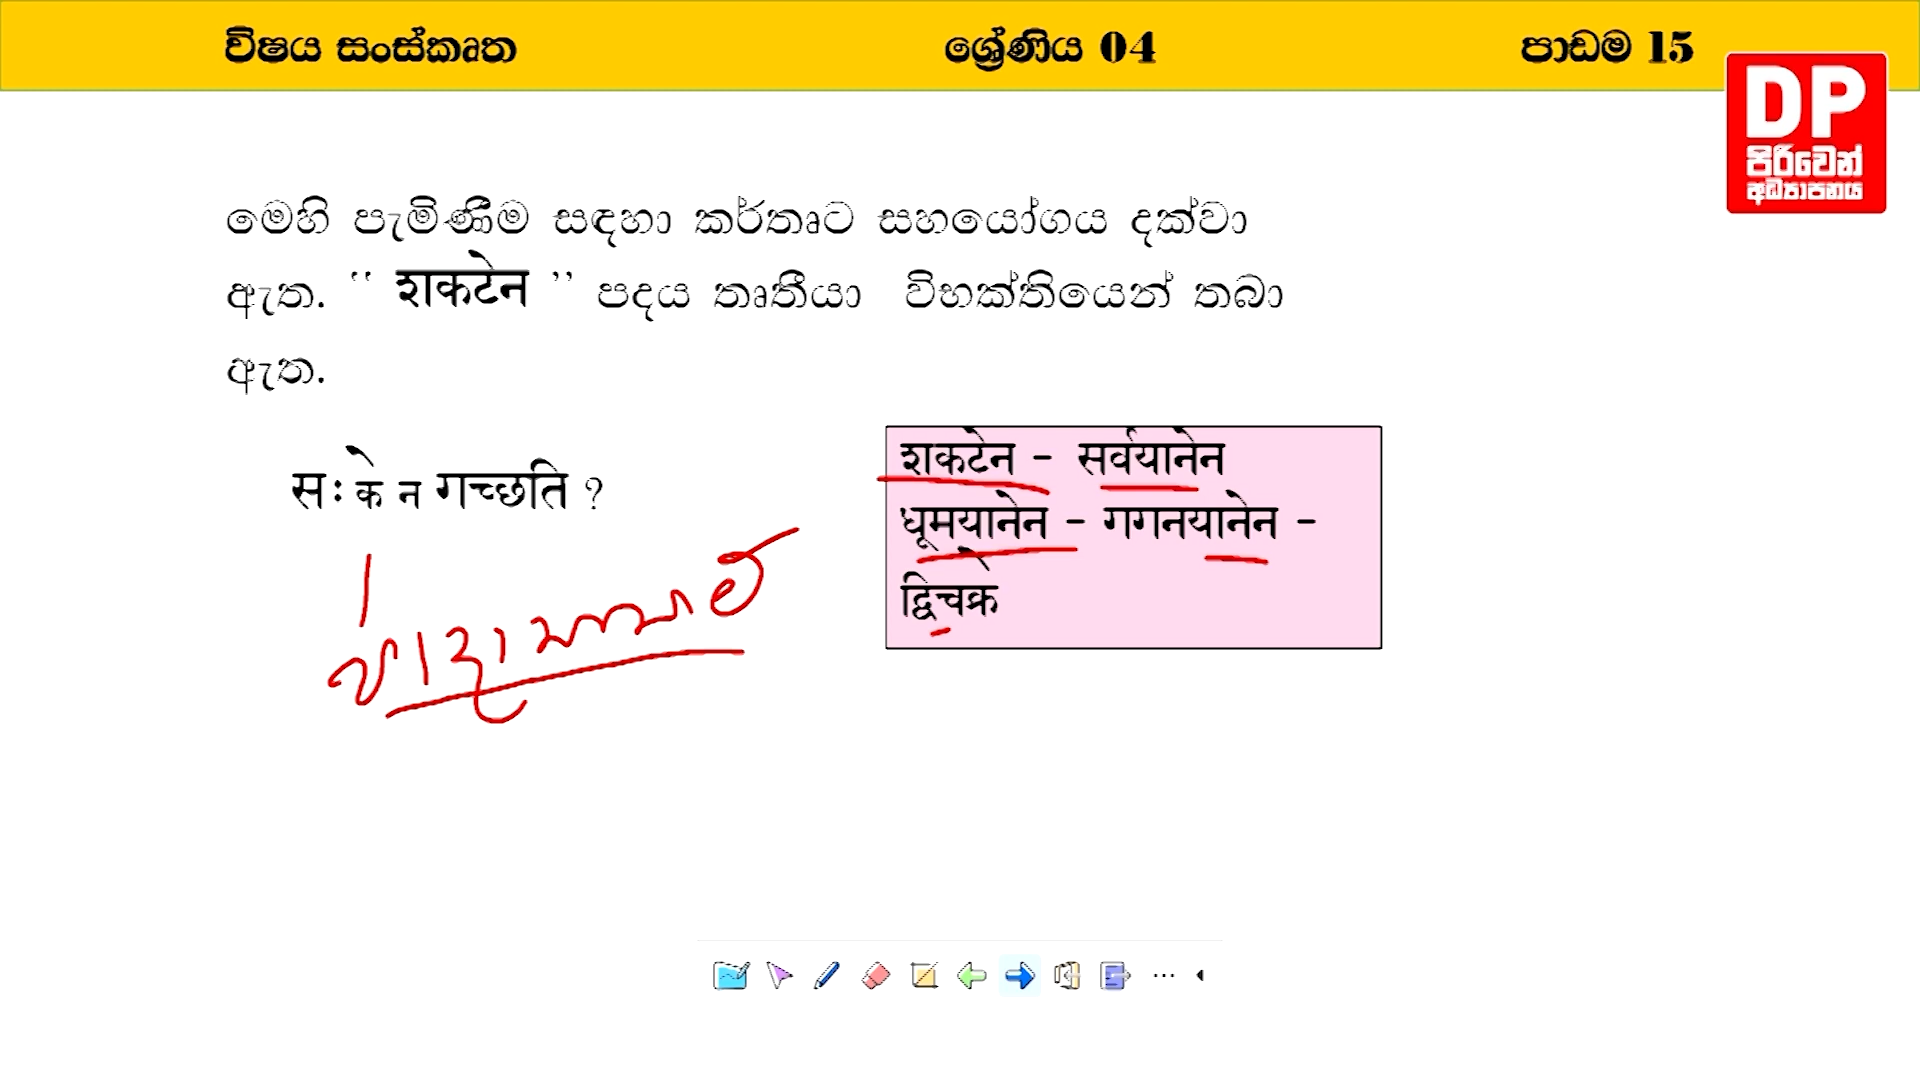 විෂය සංස්කෘත ශ්‍රේණිය 04 පාඩම 15
DP
පිරිවෙන්
අධ්‍යාපනය
මෙහි පැමිණීම සඳහා කර්තෘට සහයෝගය දක්වා
ඇත. “ शकटेन ” පදය තෘතීයා විභක්තියෙන් තබා
ඇත.
सः केन गच्छति ?
शकटेन - सर्वयानेन
धूमयानेन - गगनयानेन -
द्विचक्रे